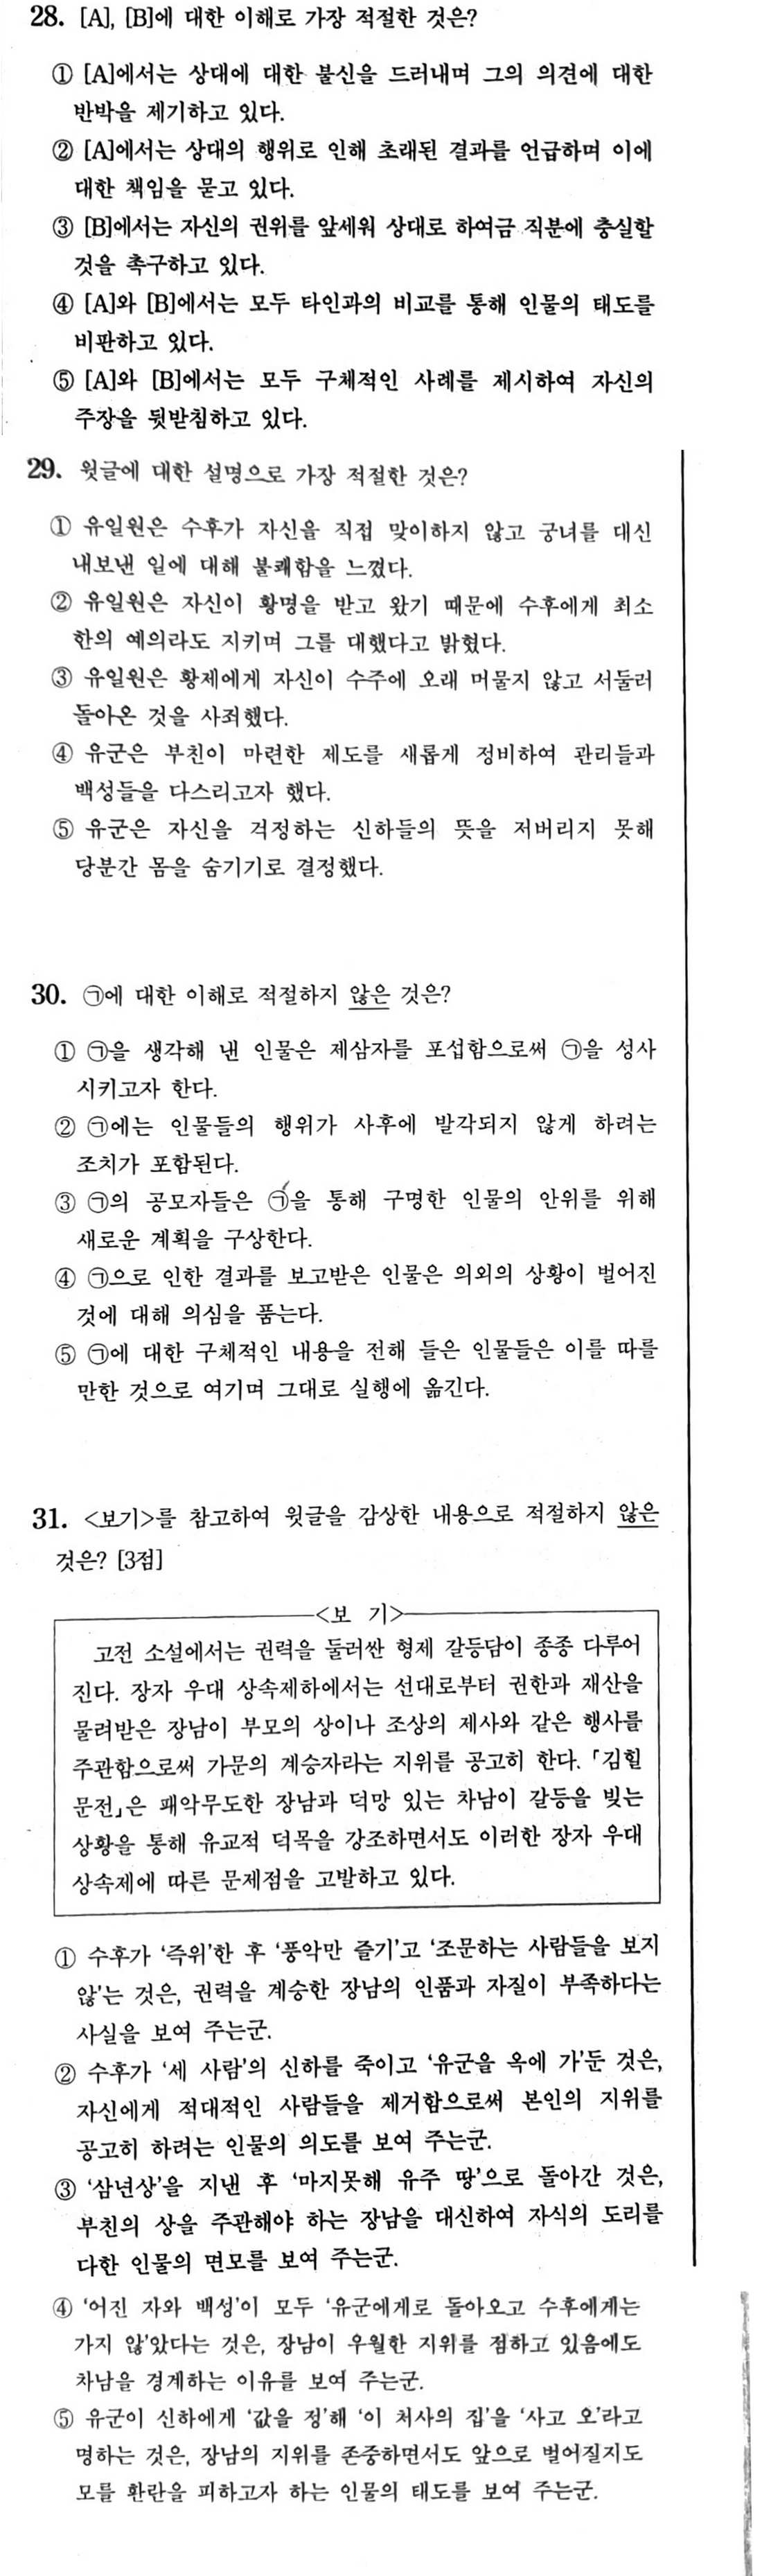 28. [A], [B]에 대한 이해로 가장 적절한 것은?
① [A]에서는 상대에 대한 불신을 드러내며 그의 의견에 대한
반박을 제기하고 있다.
② [A]에서는 상대의 행위로 인해 초래된 결과를 언급하며 이에
대한 책임을 묻고 있다.
③ [B]에서는 자신의 권위를 앞세워 상대로 하여금 직분에 충실할
것을 촉구하고 있다.
④ [A]와 [B]에서는 모두 타인과의 비교를 통해 인물의 태도를
비판하고 있다.
⑤ [A]와 [B]에서는 모두 구체적인 사례를 제시하여 자신의
주장을 뒷받침하고 있다.
29. 윗글에 대한 설명으로 가장 적절한 것은?
① 유일원은 수후가 자신을 직접 맞이하지 않고 궁녀를 대신
내보낸 일에 대해 불쾌함을 느꼈다.
② 유일원은 자신이 황명을 받고 왔기 때문에 수후에게 최소
한의 예의라도 지키며 그를 대했다고 밝혔다.
③ 유일원은 황제에게 자신이 수주에 오래 머물지 않고 서둘러
돌아온 것을 사죄했다.
④ 유군은 부친이 마련한 제도를 새롭게 정비하여 관리들과
백성들을 다스리고자 했다.
⑤ 유군은 자신을 걱정하는 신하들의 뜻을 저버리지 못해
당분간 몸을 숨기기로 결정했다.
30. ㉠에 대한 이해로 적절하지 않은 것은?
① ㉠을 생각해 낸 인물은 제삼자를 포섭함으로써 ㉠을 성사
시키고자 한다.
② ㉠에는 인물들의 행위가 사후에 발각되지 않게 하려는
조치가 포함된다.
③ ㉠의 공모자들은 ㉠을 통해 구명한 인물의 안위를 위해
새로운 계획을 구상한다.
④ ㉠으로 인한 결과를 보고받은 인물은 의외의 상황이 벌어진
것에 대해 의심을 품는다.
⑤ ㉠에 대한 구체적인 내용을 전해 들은 인물들은 이를 따를
만한 것으로 여기며 그대로 실행에 옮긴다.
31. <보기>를 참고하여 윗글을 감상한 내용으로 적절하지 않은
것은? [3점]
<보 기>
고전 소설에서는 권력을 둘러싼 형제 갈등담이 종종 다루어
진다. 장자 우대 상속제하에서는 선대로부터 권한과 재산을
물려받은 장남이 부모의 상이나 조상의 제사와 같은 행사를
주관함으로써 가문의 계승자라는 지위를 공고히 한다. 「김힐
문전」은 패악무도한 장남과 덕망 있는 차남이 갈등을 빚는
상황을 통해 유교적 덕목을 강조하면서도 이러한 장자 우대
상속제에 따른 문제점을 고발하고 있다.
① 수후가 ‘즉위’한 후 ‘풍악만 즐기’고 ‘조문하는 사람들을 보지
않’는 것은, 권력을 계승한 장남의 인품과 자질이 부족하다는
사실을 보여 주는군.
② 수후가 ‘세 사람’의 신하를 죽이고 ‘유군을 옥에 가’둔 것은,
자신에게 적대적인 사람들을 제거함으로써 본인의 지위를
공고히 하려는 인물의 의도를 보여 주는군.
③ ‘삼년상’을 지낸 후 ‘마지못해 유주 땅’으로 돌아간 것은,
부친의 상을 주관해야 하는 장남을 대신하여 자식의 도리를
다한 인물의 면모를 보여 주는군.
④ ‘어진 자와 백성’이 모두 ‘유군에게로 돌아오고 수후에게는
가지 않’았다는 것은, 장남이 우월한 지위를 점하고 있음에도
차남을 경계하는 이유를 보여 주는군.
⑤ 유군이 신하에게 ‘값을 정’해 ‘이 처사의 집’을 ‘사고 오’라고
명하는 것은, 장남의 지위를 존중하면서도 앞으로 벌어질지도
모를 환란을 피하고자 하는 인물의 태도를 보여 주는군.